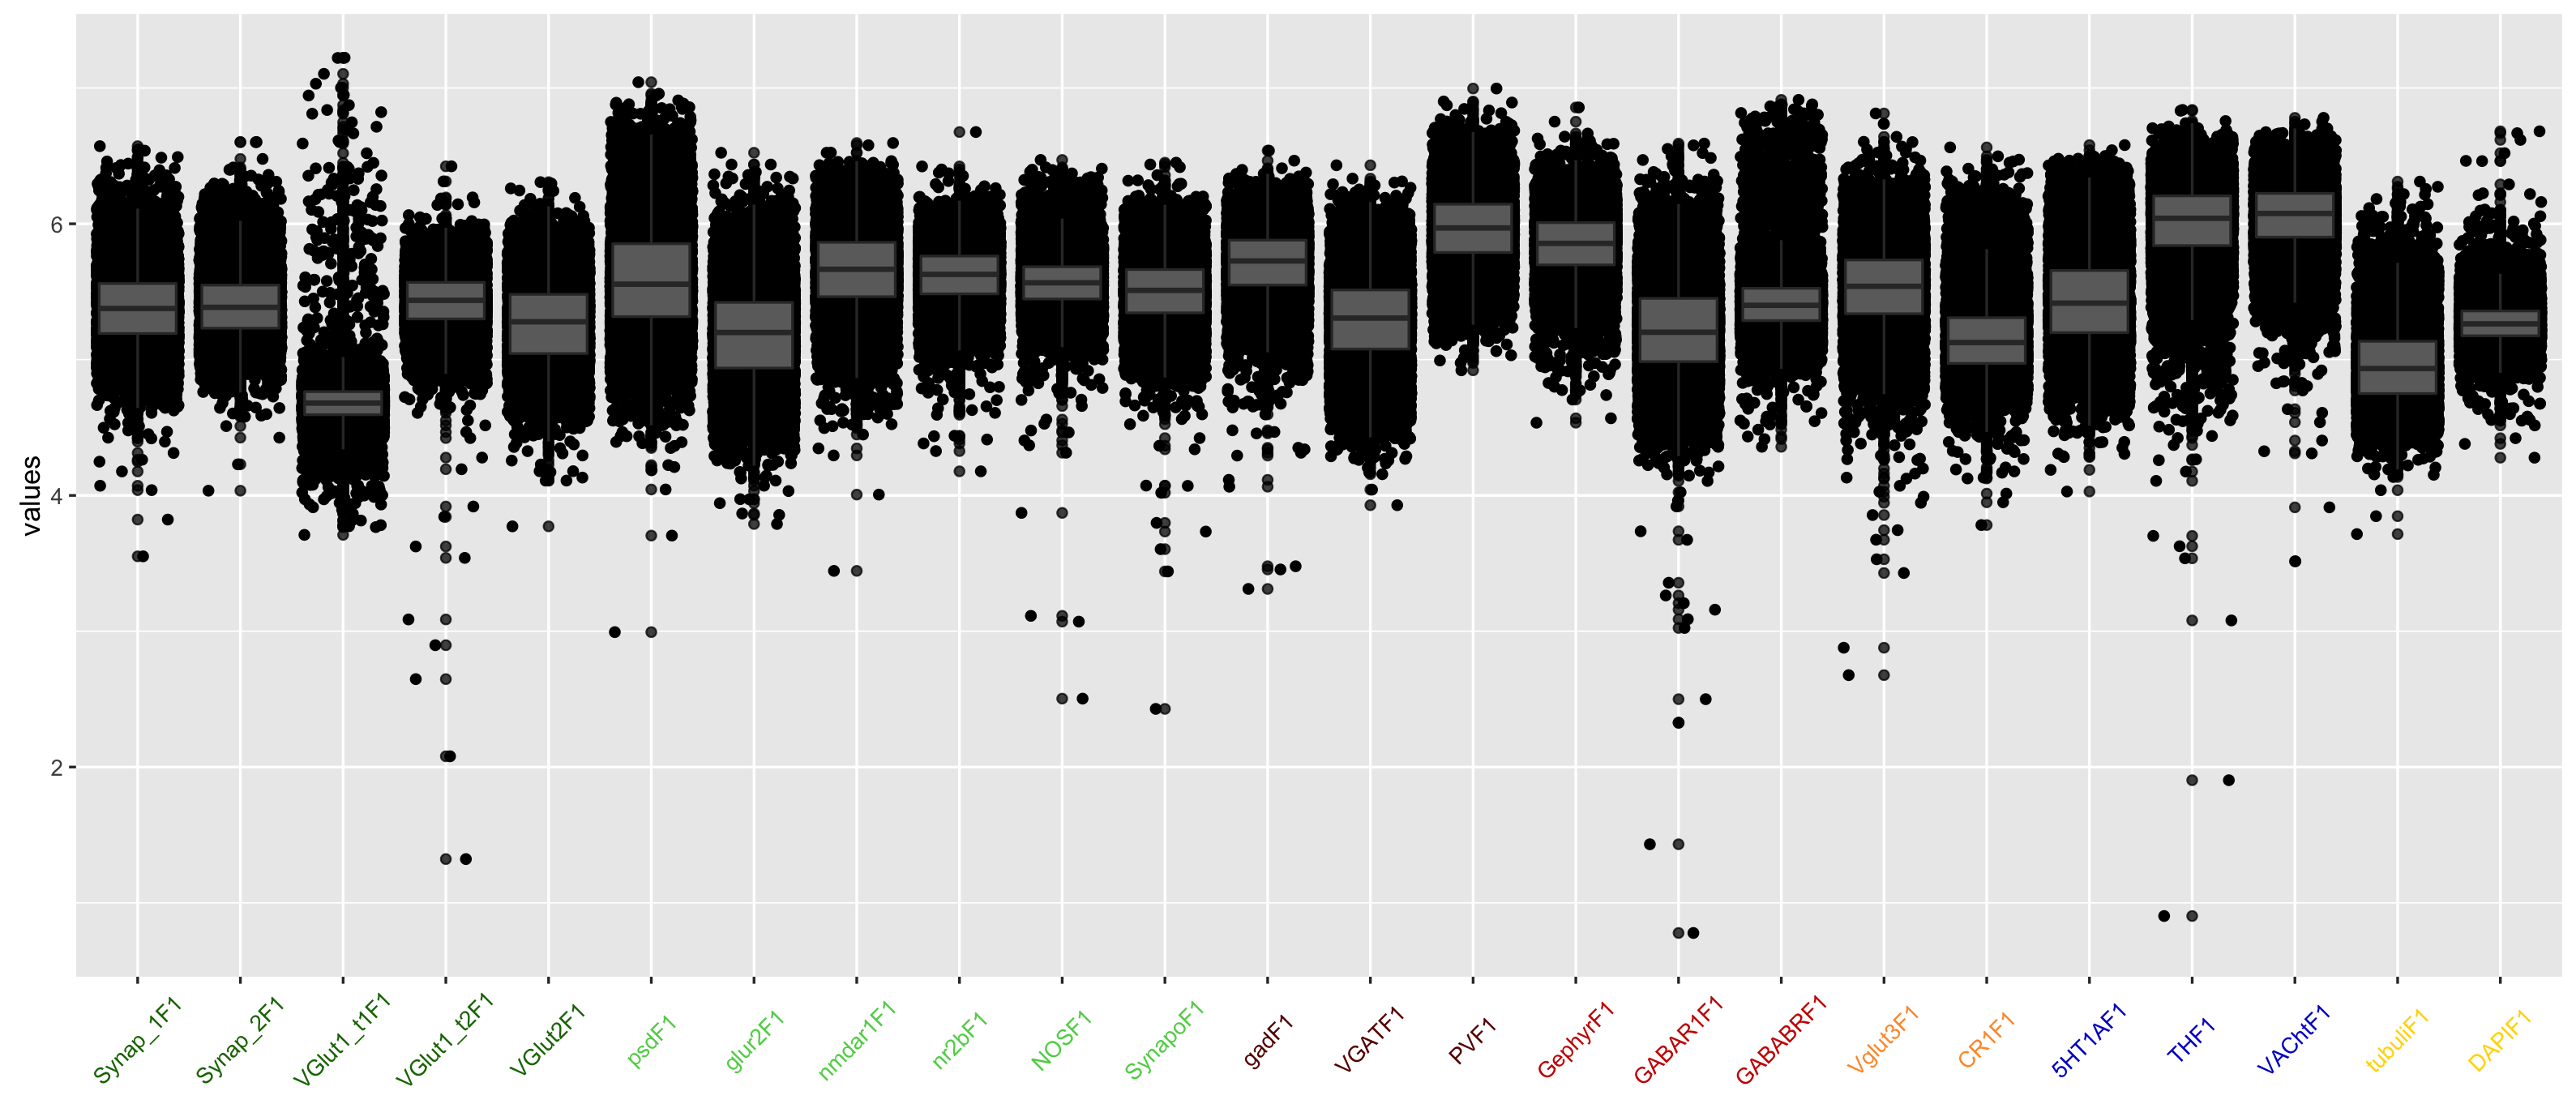 values
6
4
2
Synap_1F1
Synap_2F1
VGlut1_t1F1
VGlut1_t2F1
VGlut2F1
psdF1
glur2F1
nmdar1F1
nr2bF1
NOSF1
SynapoF1
gadF1
VGATF1
PVF1
GephyrF1
GABAR1F1
GABABRF1
Vglut3F1
CR1F1
5HT1AF1
THF1
VAChtF1
tubuliF1
DAPIF1